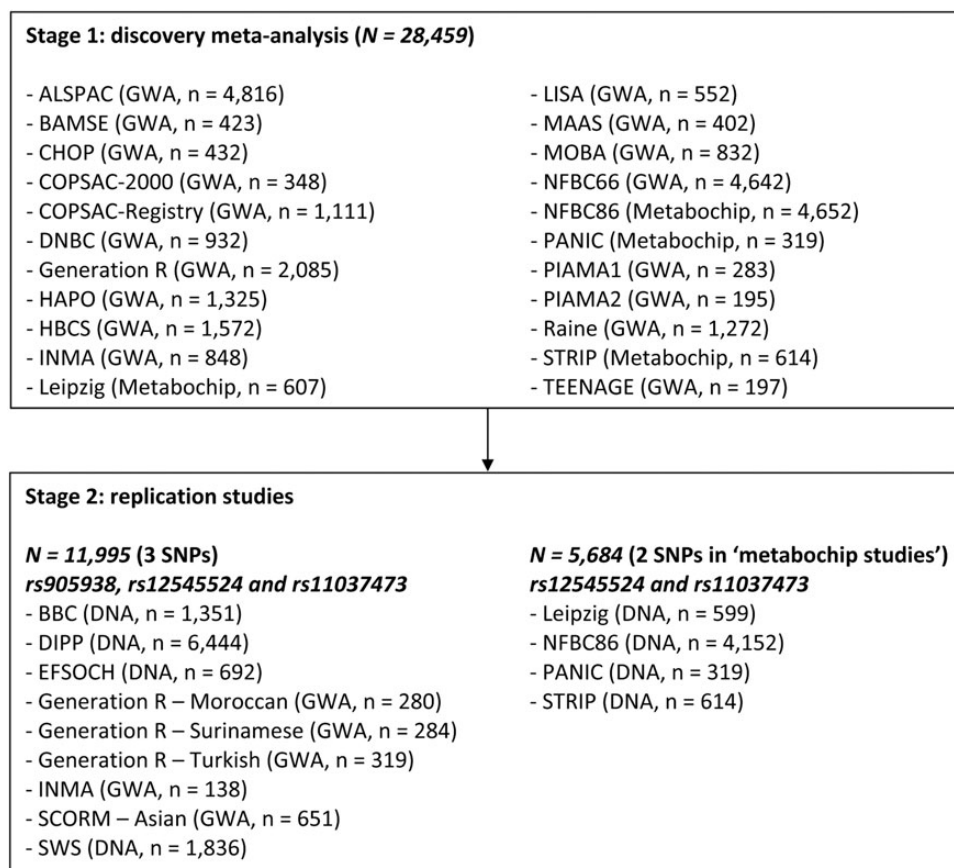 Stage 1: discovery meta-analysis (N = 28,459)
- ALSPAC (GWA, n = 4,816)
- BAMSE (GWA, n = 423)
- CHOP (GWA, n = 432)
- COPSAC-2000 (GWA, n = 348)
- COPSAC-Registry (GWA, n = 1,111)
- DNBC (GWA, n = 932)
- Generation R (GWA, n = 2,085)
- HAPO (GWA, n = 1,325)
- HBCS (GWA, n = 1,572)
- INMA (GWA, n = 848)
- Leipzig (Metabochip, n = 607)
- LISA (GWA, n = 552)
- MAAS (GWA, n = 402)
- MOBA (GWA, n = 832)
- NFBC66 (GWA, n = 4,642)
- NFBC86 (Metabochip, n = 4,652)
- PANIC (Metabochip, n = 319)
- PIAMA1 (GWA, n = 283)
- PIAMA2 (GWA, n = 195)
- Raine (GWA, n = 1,272)
- STRIP (Metabochip, n = 614)
- TEENAGE (GWA, n = 197)
Stage 2: replication studies
N = 11,995 (3 SNPs)
rs905938, rs12545524 and rs11037473
- BBC (DNA, n = 1,351)
- DIPP (DNA, n = 6,444)
- EFSOCH (DNA, n = 692)
- Generation R – Moroccan (GWA, n = 280)
- Generation R – Surinamese (GWA, n = 284)
- Generation R – Turkish (GWA, n = 319)
- INMA (GWA, n = 138)
- SCORM – Asian (GWA, n = 651)
- SWS (DNA, n = 1,836)
N = 5,684 (2 SNPs in ‘metabochip studies’)
rs12545524 and rs11037473
- Leipzig (DNA, n = 599)
- NFBC86 (DNA, n = 4,152)
- PANIC (DNA, n = 319)
- STRIP (DNA, n = 614)